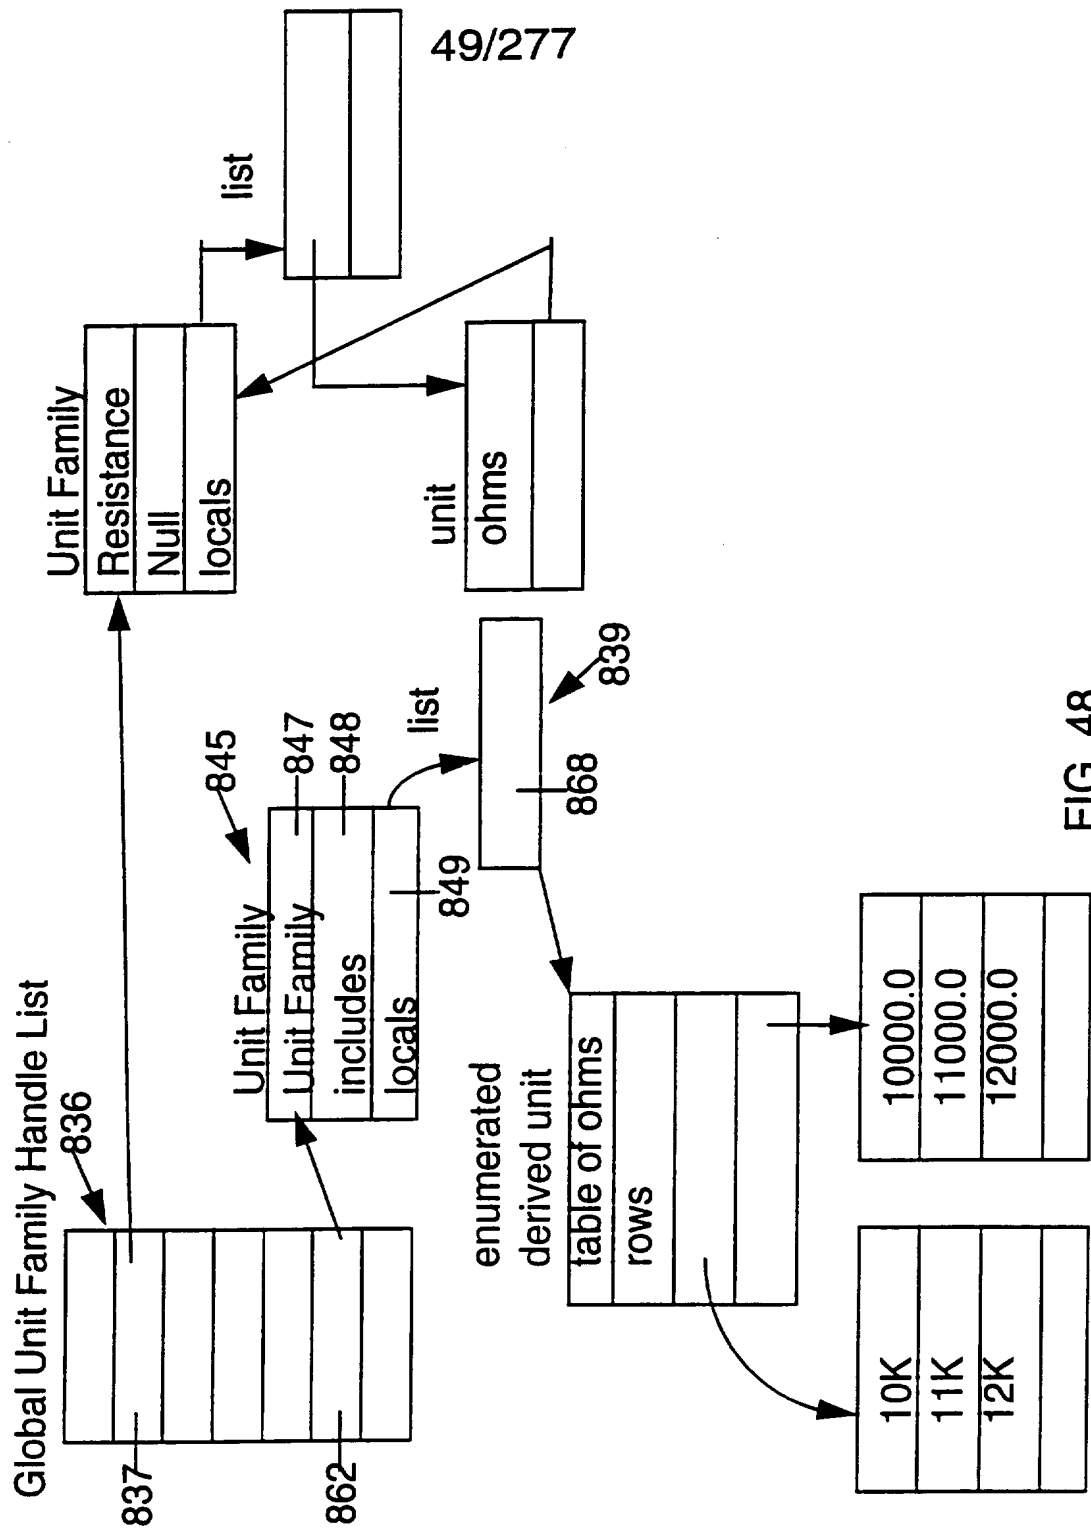 49/277
Global Unit Family Handle List
836
837
862
Unit Family
Resistance
Null
locals
list
unit
ohms
845
Unit Family
Unit Family
includes
locals
847
848
849
list
868
839
enumerated
derived unit
table of ohms
rows
10K
11K
12K
10000.0
11000.0
12000.0
FIG. 48